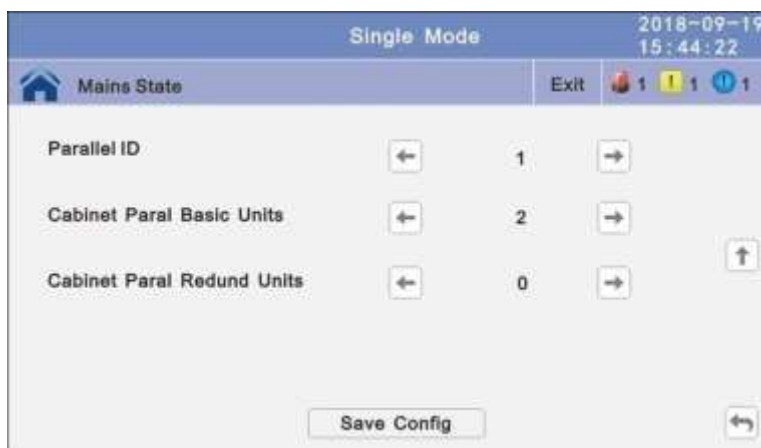 Single Mode
2018-09-19
15:44:22
Mains State
Exit
1
1
1
Parallel ID
1
Cabinet Paral Basic Units
2
Cabinet Paral Redund Units
0
Save Config